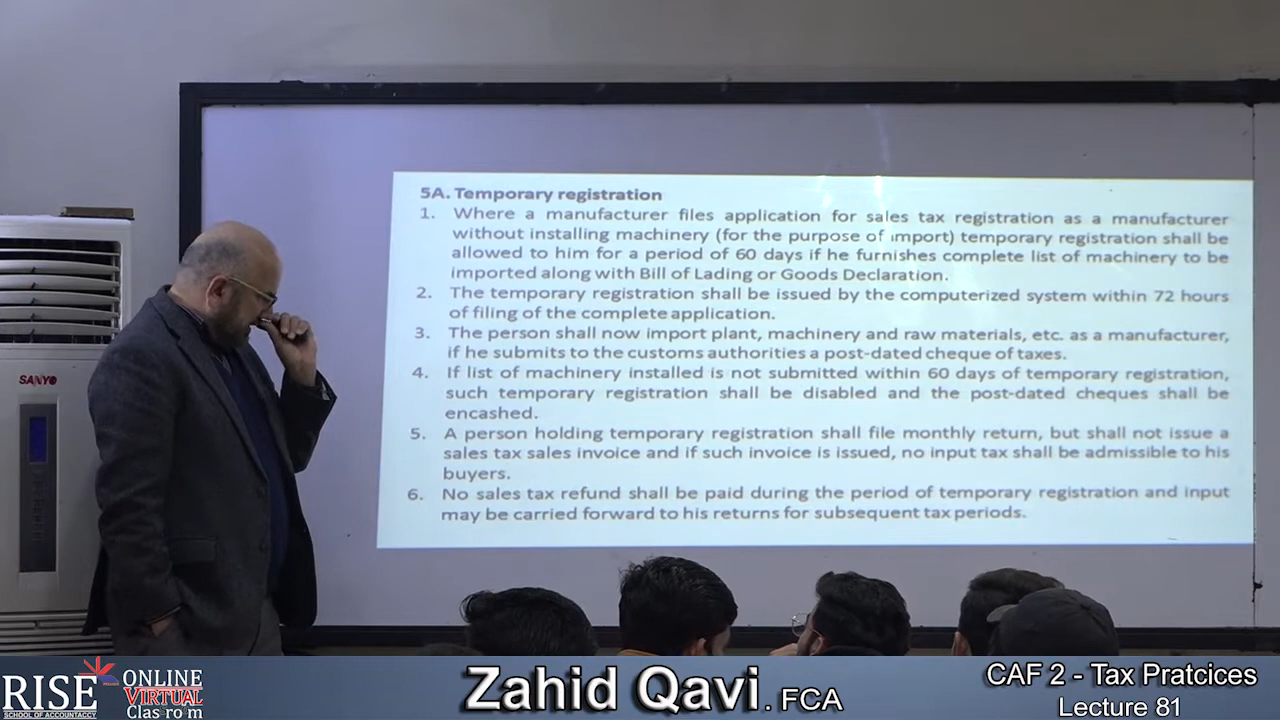 5A. Temporary registration
1. Where a manufacturer files application for sales tax registration as a manufacturer
without installing machinery (for the purpose of import) temporary registration shall be
allowed to him for a period of 60 days if he furnishes complete list of machinery to be
imported along with Bill of Lading or Goods Declaration.
2. The temporary registration shall be issued by the computerized system within 72 hours
of filing of the complete application.
3. The person shall now import plant, machinery and raw materials, etc. as a manufacturer,
if he submits to the customs authorities a post-dated cheque of taxes.
4. If list of machinery installed is not submitted within 60 days of temporary registration,
such temporary registration shall be disabled and the post-dated cheques shall be
encashed.
5. A person holding temporary registration shall file monthly return, but shall not issue a
sales tax sales invoice and if such invoice is issued, no input tax shall be admissible to his
buyers.
6. No sales tax refund shall be paid during the period of temporary registration and input
may be carried forward to his returns for subsequent tax periods.
SANYO
RISE
SCHOOL OF ACCOUNTACY
ONLINE
VIRTUAL
Clas ro m
Zahid Qavi. FCA
CAF 2 - Tax Pratcices
Lecture 81